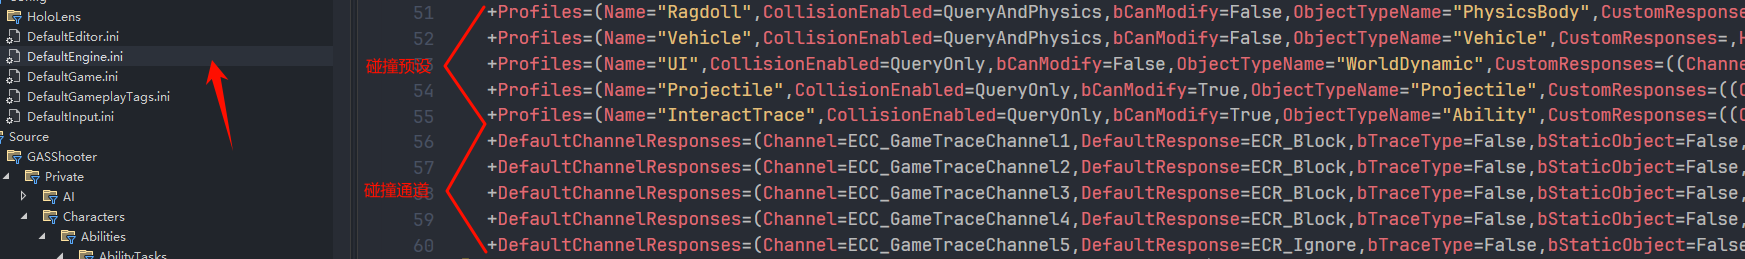 Config
HoloLens
DefaultEditor.ini
DefaultEngine.ini
DefaultGame.ini
DefaultGameplayTags.ini
DefaultInput.ini
Source
GASShooter
Private
AI
Characters
Abilities
AbilityTasks
碰撞预设
碰撞通道
51 +Profiles=(Name="Ragdoll",CollisionEnabled=QueryAndPhysics,bCanModify=False,ObjectTypeName="PhysicsBody",CustomResponse
52 +Profiles=(Name="Vehicle",CollisionEnabled=QueryAndPhysics,bCanModify=False,ObjectTypeName="Vehicle",CustomResponses=,H
53 +Profiles=(Name="UI",CollisionEnabled=QueryOnly,bCanModify=False,ObjectTypeName="WorldDynamic",CustomResponses=((Channe
54 +Profiles=(Name="Projectile",CollisionEnabled=QueryOnly,bCanModify=True,ObjectTypeName="Projectile",CustomResponses=((C
55 +Profiles=(Name="InteractTrace",CollisionEnabled=QueryOnly,bCanModify=True,ObjectTypeName="Ability",CustomResponses=((C
56 +DefaultChannelResponses=(Channel=ECC_GameTraceChannel1,DefaultResponse=ECR_Block,bTraceType=False,bStaticObject=False,
57 +DefaultChannelResponses=(Channel=ECC_GameTraceChannel2,DefaultResponse=ECR_Block,bTraceType=False,bStaticObject=False,
58 +DefaultChannelResponses=(Channel=ECC_GameTraceChannel3,DefaultResponse=ECR_Block,bTraceType=False,bStaticObject=False,
59 +DefaultChannelResponses=(Channel=ECC_GameTraceChannel4,DefaultResponse=ECR_Block,bTraceType=False,bStaticObject=False,
60 +DefaultChannelResponses=(Channel=ECC_GameTraceChannel5,DefaultResponse=ECR_Ignore,bTraceType=False,bStaticObject=False